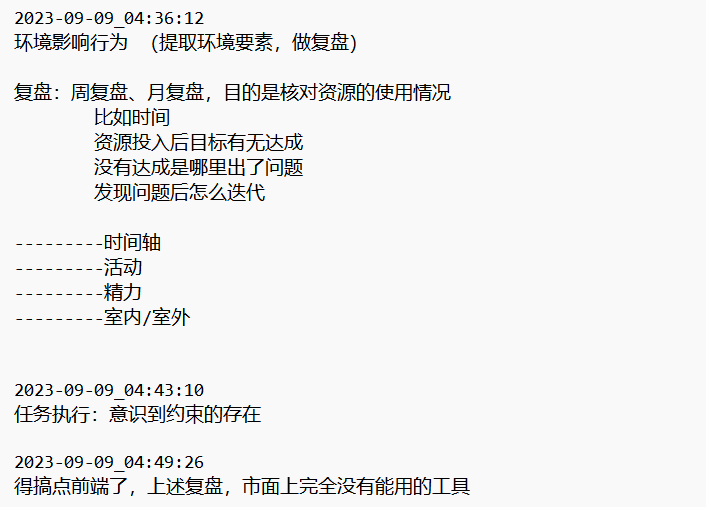 2023-09-09_04:36:12
环境影响行为 （提取环境要素，做复盘）
复盘：周复盘、月复盘，目的是核对资源的使用情况
比如时间
资源投入后目标有无达成
没有达成是哪里出了问题
发现问题后怎么迭代
---------时间轴
---------活动
---------精力
---------室内/室外
2023-09-09_04:43:10
任务执行：意识到约束的存在
2023-09-09_04:49:26
得搞点前端了，上述复盘，市面上完全没有能用的工具